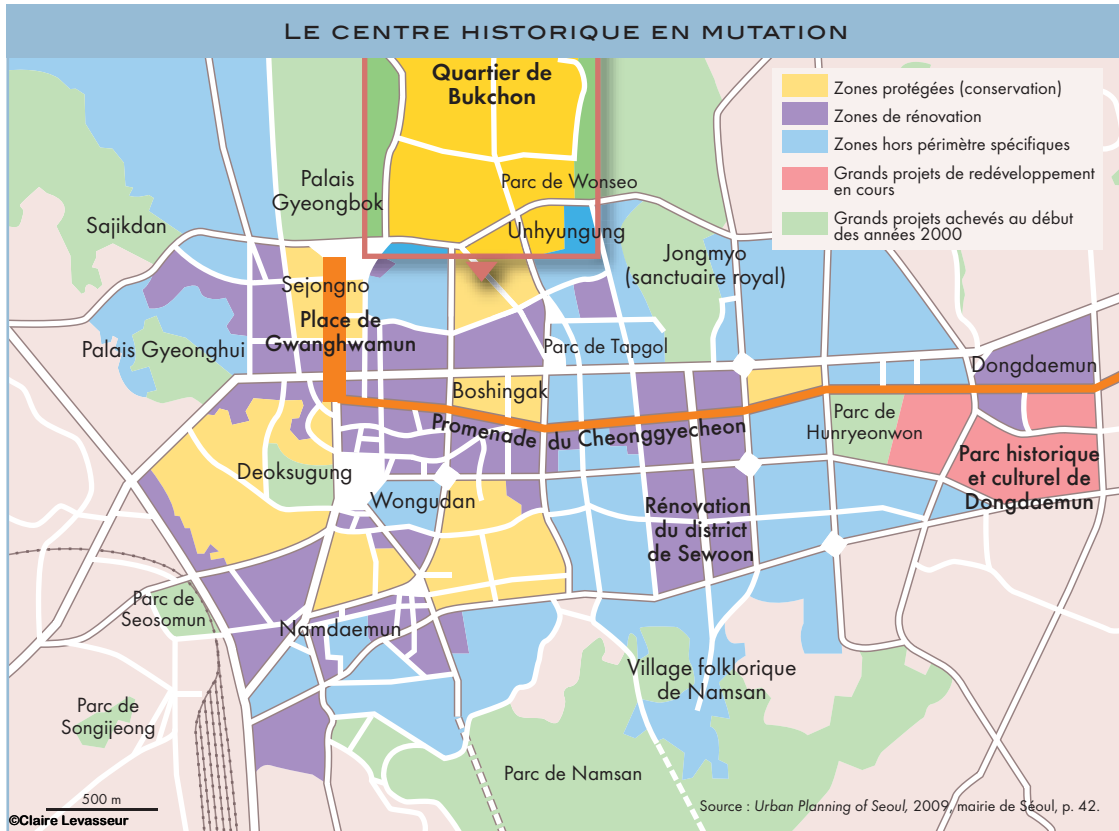 LE CENTRE HISTORIQUE EN MUTATION
Quartier de
Bukchon
Zones protégées (conservation)
Zones de rénovation
Zones hors périmètre spécifiques
Grands projets de redéveloppement
en cours
Grands projets achevés au début
des années 2000
Palais
Gyeongbok
Parc de Wonseo
Sajikdan
Unhyungung
Jongmyo
(sanctuaire royal)
Sejongno
Place de
Gwanghwamun
Palais Gyeonghui
Parc de Tapgol
Dongdaemun
Boshingak
Promenade du Cheonggyecheon
Parc de
Hunryeonwon
Parc historique
et culturel de
Dongdaemun
Deoksugung
Wongudan
Rénovation
du district
de Sewoon
Parc de
Seosomun
Namdaemun
Village folklorique
de Namsan
Parc de
Songijeong
Parc de Namsan
500 m
Source : Urban Planning of Seoul, 2009, mairie de Séoul, p. 42.
©Claire Levasseur